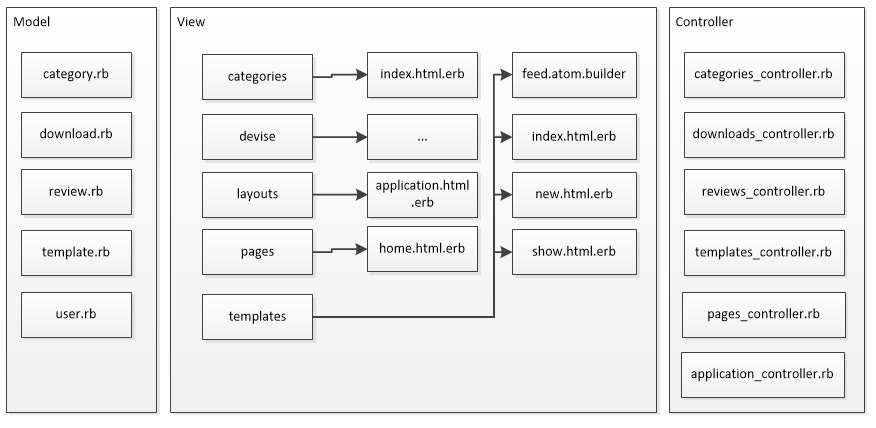 Model
category.rb
download.rb
review.rb
template.rb
user.rb
View
categories
index.html.erb
devise
...
layouts
application.html
.erb
pages
home.html.erb
templates
feed.atom.builder
index.html.erb
new.html.erb
show.html.erb
Controller
categories_controller.rb
downloads_controller.rb
reviews_controller.rb
templates_controller.rb
pages_controller.rb
application_controller.rb